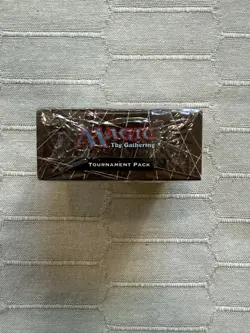 MAGIC
The Gathering
TOURNAMENT PACK